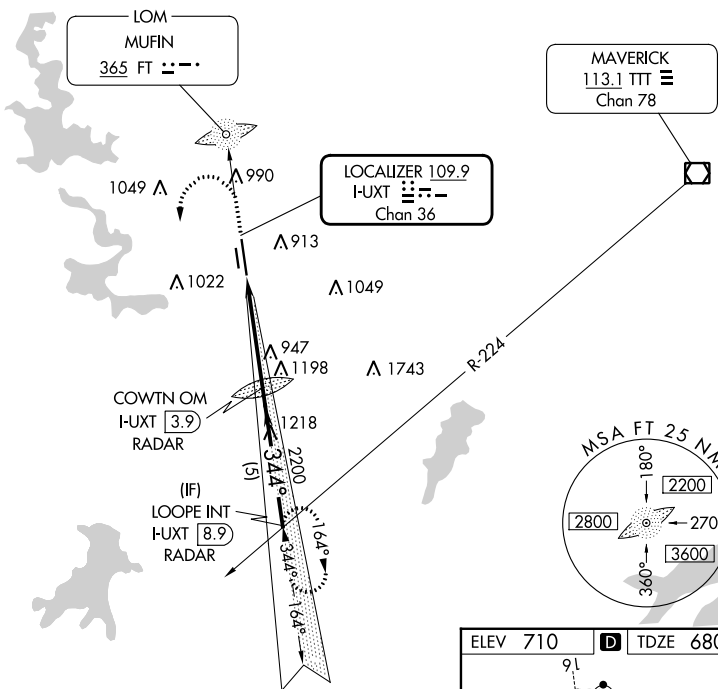 LOM
MUFIN
365 FT
MAVERICK
113.1 TTT
Chan 78
LOCALIZER 109.9
I-UXT
Chan 36
1049
990
913
1022
1049
947
1198
1743
R-224
COWTN OM
I-UXT 3.9
RADAR
1218
2200
344°
(5)
(IF)
LOOPE INT
I-UXT 8.9
RADAR
164°
344°
164°
MSA FT 25 NM
180°
2200
2800
270
3600
360°
ELEV 710 D TDZE 680
91